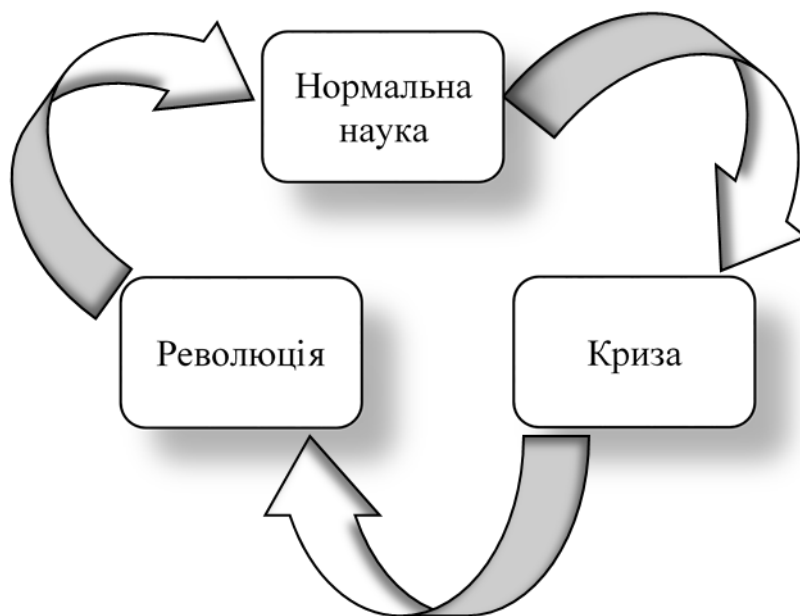 Нормальна
наука
Революція
Криза